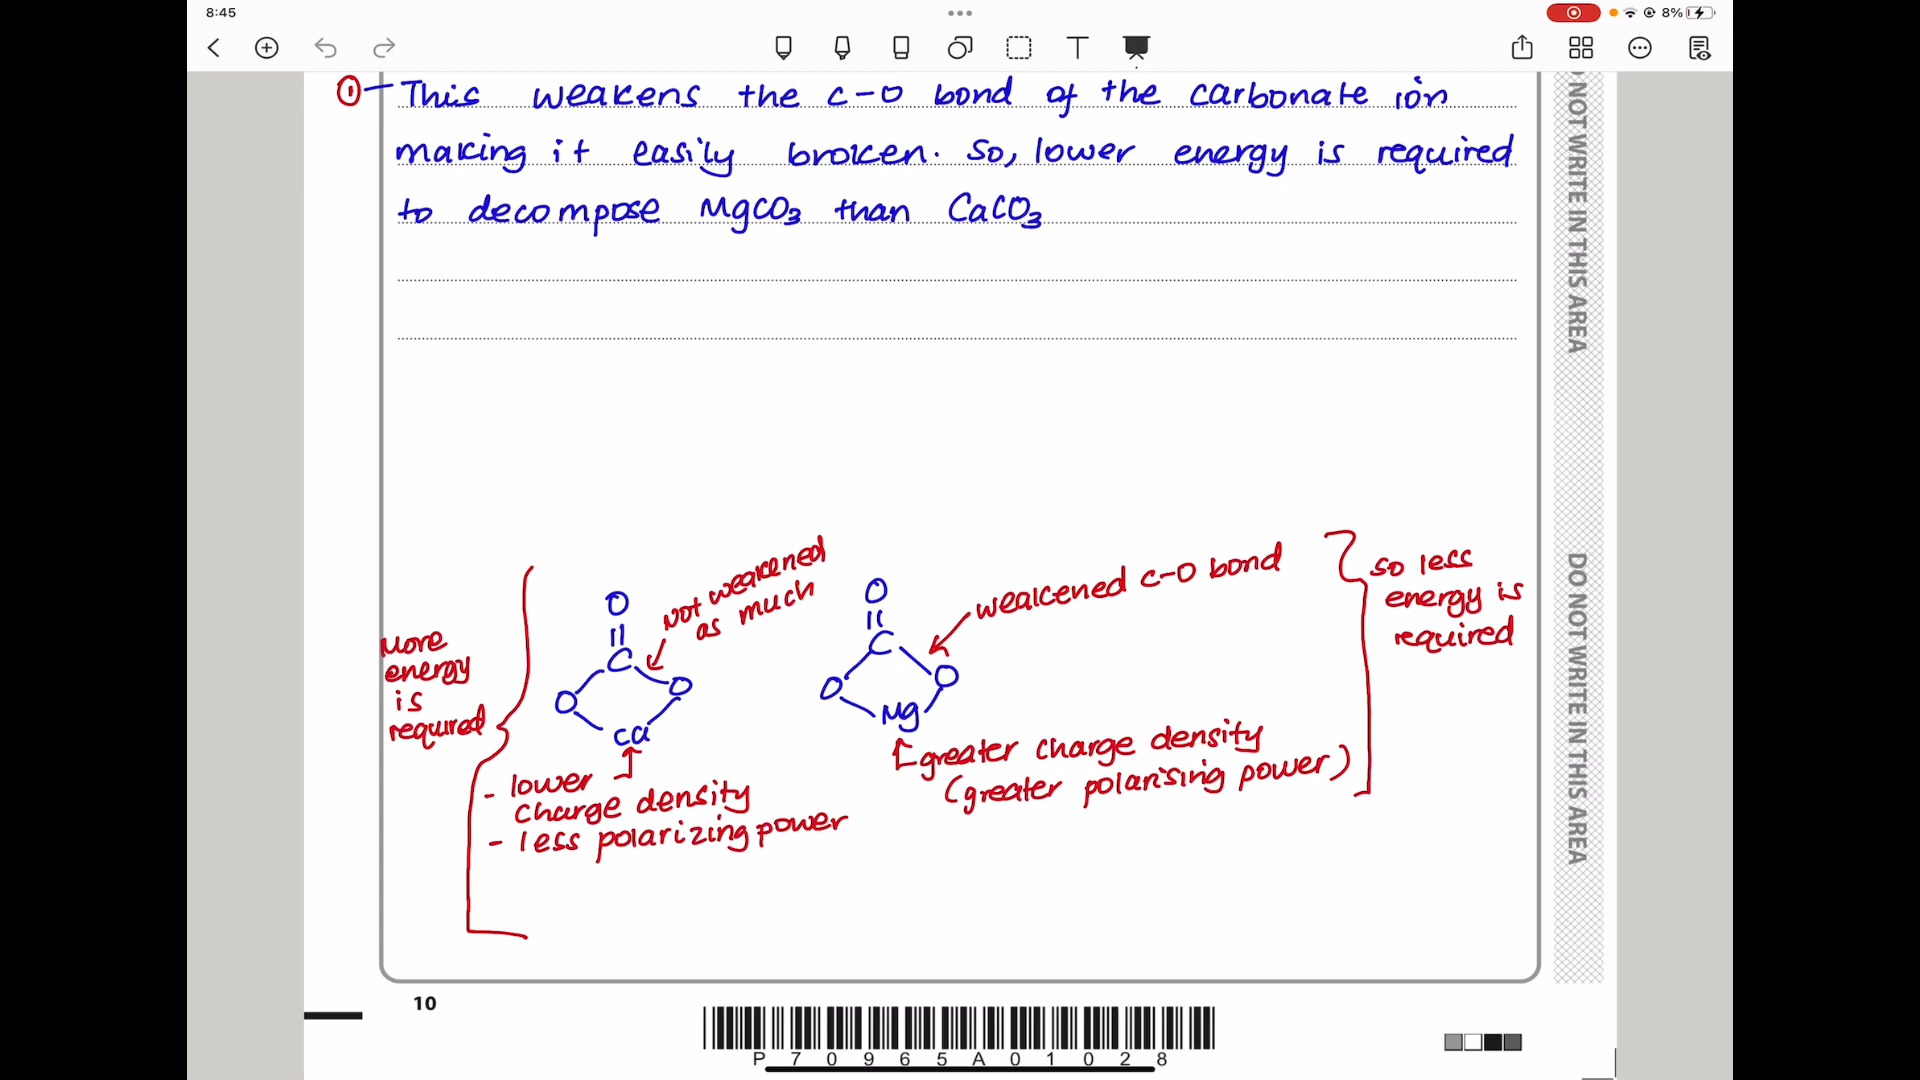 8:45
8%
① This weakens the c-o bond of the carbonate ion
making it easily broken. So, lower energy is required
to decompose MgCO₃ than CaCO₃
DO NOT WRITE IN THIS AREA
Not weakened
as much
weakened c-o bond
so less
energy is
required
More
energy
is
required
O
C
O
O
Ca
O
C
O
O
Mg
- lower
charge density
- less polarizing power
greater charge density
(greater polarising power)
DO NOT WRITE IN THIS AREA
10
P 7 0 9 6 5 A 0 1 0 2 8